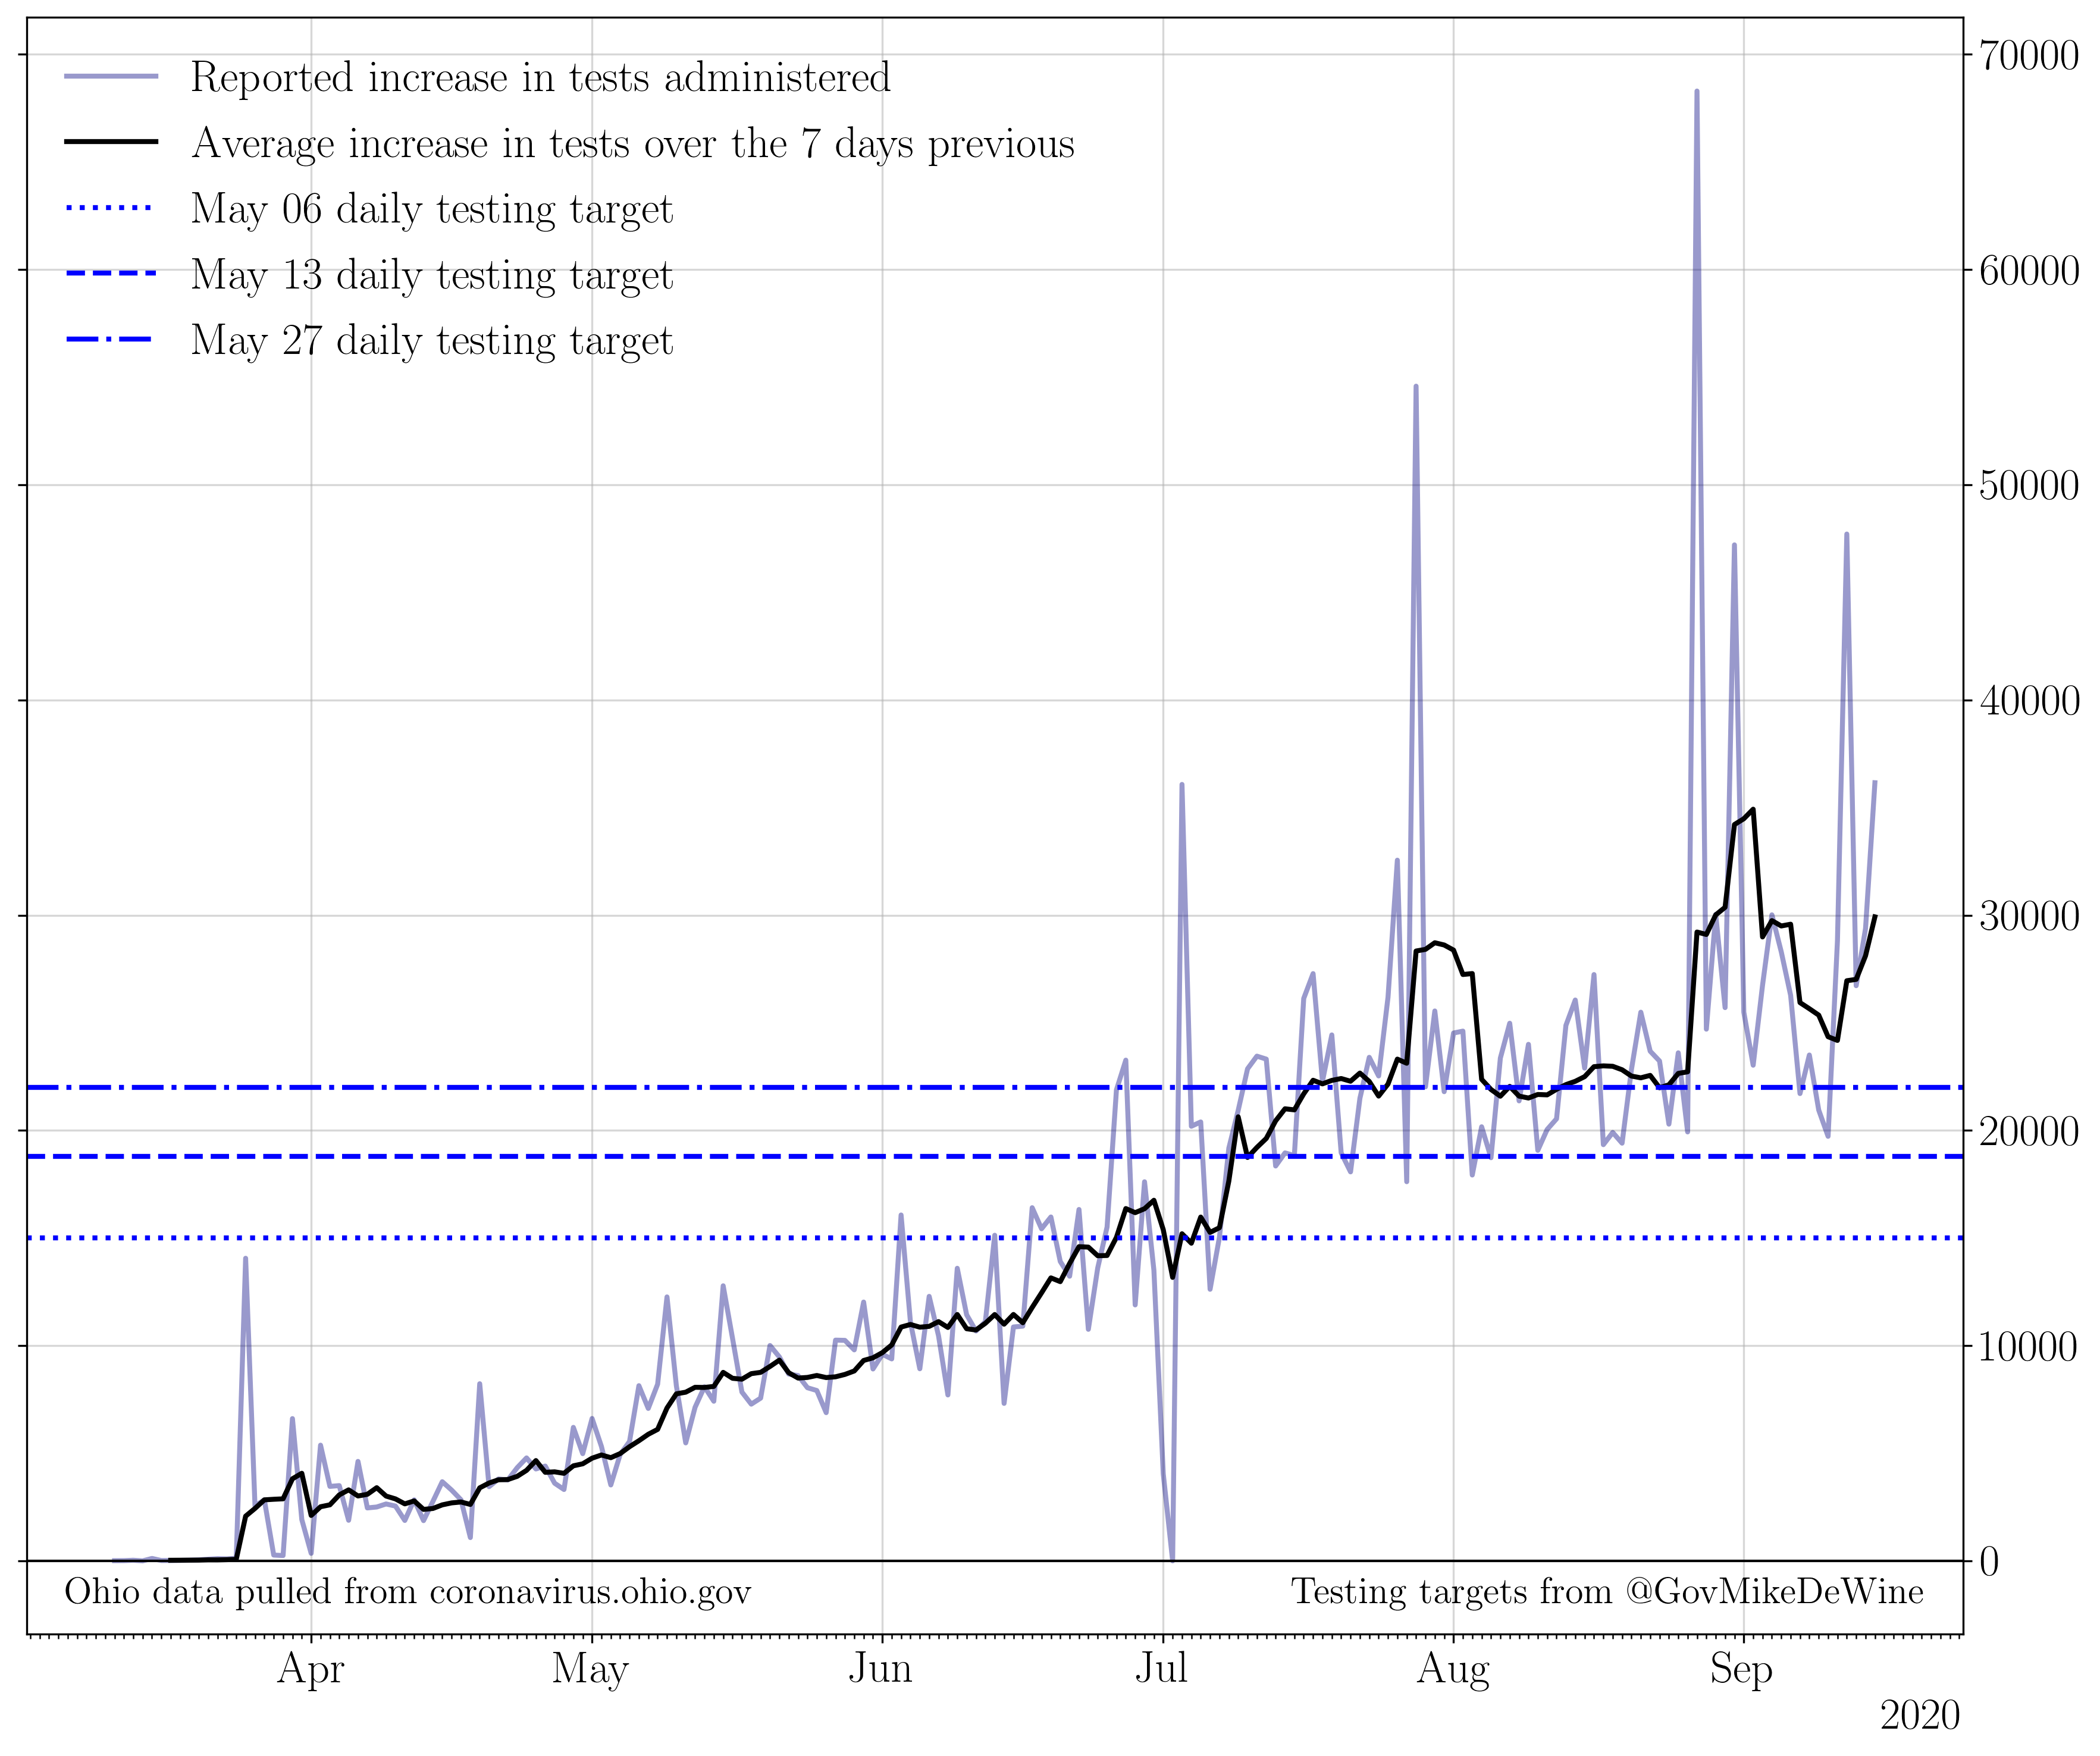 Reported increase in tests administered
Average increase in tests over the 7 days previous
May 06 daily testing target
May 13 daily testing target
May 27 daily testing target
70000
60000
50000
40000
30000
20000
10000
0
Ohio data pulled from coronavirus.ohio.gov
Testing targets from @GovMikeDeWine
Apr May Jun Jul Aug Sep
2020